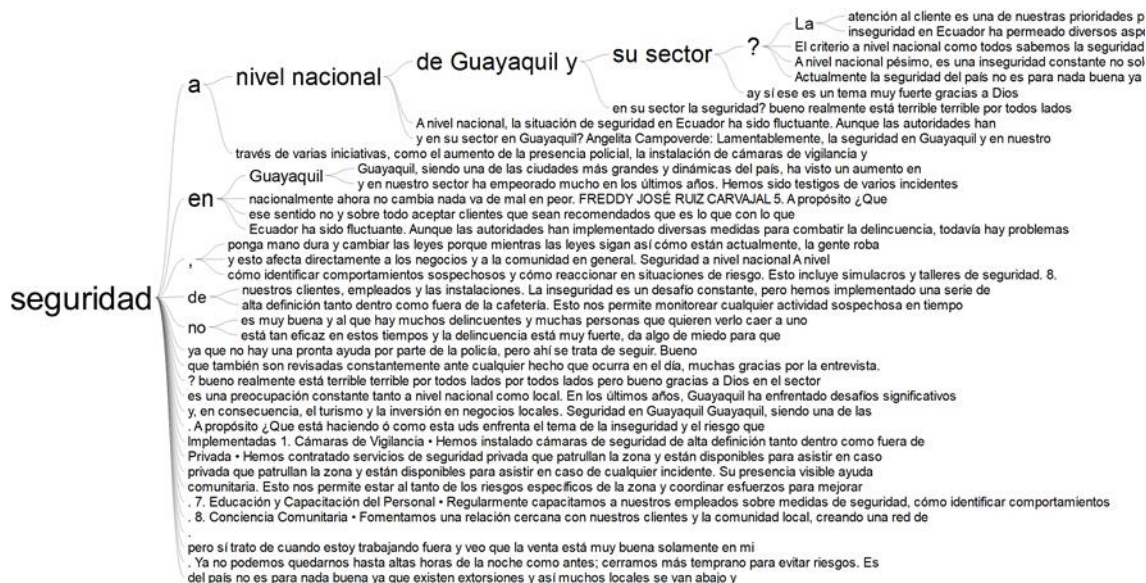 La
atención al cliente es una de nuestras prioridades p
inseguridad en Ecuador ha permeado diversos aspe
?
El criterio a nivel nacional como todos sabemos la seguridad
A nivel nacional pésimo, es una inseguridad constante no sol
Actualmente la seguridad del país no es para nada buena ya
su sector
ay sí ese es un tema muy fuerte gracias a Dios
de Guayaquil y
en su sector la seguridad? bueno realmente está terrible terrible por todos lados
nivel nacional
A nivel nacional, la situación de seguridad en Ecuador ha sido fluctuante. Aunque las autoridades han
y en su sector en Guayaquil? Angelita Campoverde: Lamentablemente, la seguridad en Guayaquil y en nuestro
a
través de varias iniciativas, como el aumento de la presencia policial, la instalación de cámaras de vigilancia y
Guayaquil
Guayaquil, siendo una de las ciudades más grandes y dinámicas del país, ha visto un aumento en
y en nuestro sector ha empeorado mucho en los últimos años. Hemos sido testigos de varios incidentes
en
nacionalmente ahora no cambia nada va de mal en peor. FREDDY JOSÉ RUIZ CARVAJAL 5. A propósito ¿Que
ese sentido no y sobre todo aceptar clientes que sean recomendados que es lo que con lo que
Ecuador ha sido fluctuante. Aunque las autoridades han implementado diversas medidas para combatir la delincuencia, todavía hay problemas
,
ponga mano dura y cambiar las leyes porque mientras las leyes sigan así cómo están actualmente, la gente roba
y esto afecta directamente a los negocios y a la comunidad en general. Seguridad a nivel nacional A nivel
cómo identificar comportamientos sospechosos y cómo reaccionar en situaciones de riesgo. Esto incluye simulacros y talleres de seguridad. 8.
seguridad
de
nuestros clientes, empleados y las instalaciones. La inseguridad es un desafío constante, pero hemos implementado una serie de
alta definición tanto dentro como fuera de la cafetería. Esto nos permite monitorear cualquier actividad sospechosa en tiempo
no
es muy buena y al que hay muchos delincuentes y muchas personas que quieren verlo caer a uno
está tan eficaz en estos tiempos y la delincuencia está muy fuerte, da algo de miedo para que
ya que no hay una pronta ayuda por parte de la policía, pero ahí se trata de seguir. Bueno
que también son revisadas constantemente ante cualquier hecho que ocurra en el día, muchas gracias por la entrevista.
? bueno realmente está terrible terrible por todos lados por todos lados pero bueno gracias a Dios en el sector
es una preocupación constante tanto a nivel nacional como local. En los últimos años, Guayaquil ha enfrentado desafíos significativos
y, en consecuencia, el turismo y la inversión en negocios locales. Seguridad en Guayaquil Guayaquil, siendo una de las
. A propósito ¿Que está haciendo ó como esta uds enfrenta el tema de la inseguridad y el riesgo que
Implementadas 1. Cámaras de Vigilancia • Hemos instalado cámaras de seguridad de alta definición tanto dentro como fuera de
Privada • Hemos contratado servicios de seguridad privada que patrullan la zona y están disponibles para asistir en caso
privada que patrullan la zona y están disponibles para asistir en caso de cualquier incidente. Su presencia visible ayuda
comunitaria. Esto nos permite estar al tanto de los riesgos específicos de la zona y coordinar esfuerzos para mejorar
. 7. Educación y Capacitación del Personal • Regularmente capacitamos a nuestros empleados sobre medidas de seguridad, cómo identificar comportamientos
. 8. Conciencia Comunitaria • Fomentamos una relación cercana con nuestros clientes y la comunidad local, creando una red de
.
pero sí trato de cuando estoy trabajando fuera y veo que la venta está muy buena solamente en mi
. Ya no podemos quedarnos hasta altas horas de la noche como antes; cerramos más temprano para evitar riesgos. Es
del país no es para nada buena ya que existen extorsiones y así muchos locales se van abajo y